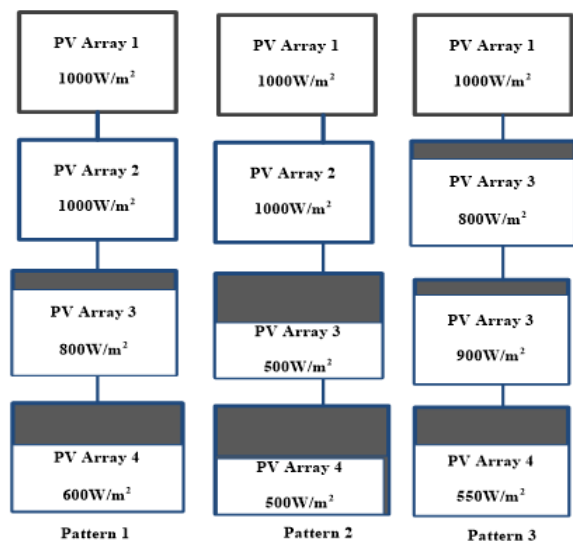 PV Array 1
1000W/m²
PV Array 2
1000W/m²
PV Array 3
800W/m²
PV Array 4
600W/m²
Pattern 1
PV Array 1
1000W/m²
PV Array 2
1000W/m²
PV Array 3
500W/m²
PV Array 4
500W/m²
Pattern 2
PV Array 1
1000W/m²
PV Array 3
800W/m²
PV Array 3
900W/m²
PV Array 4
550W/m²
Pattern 3